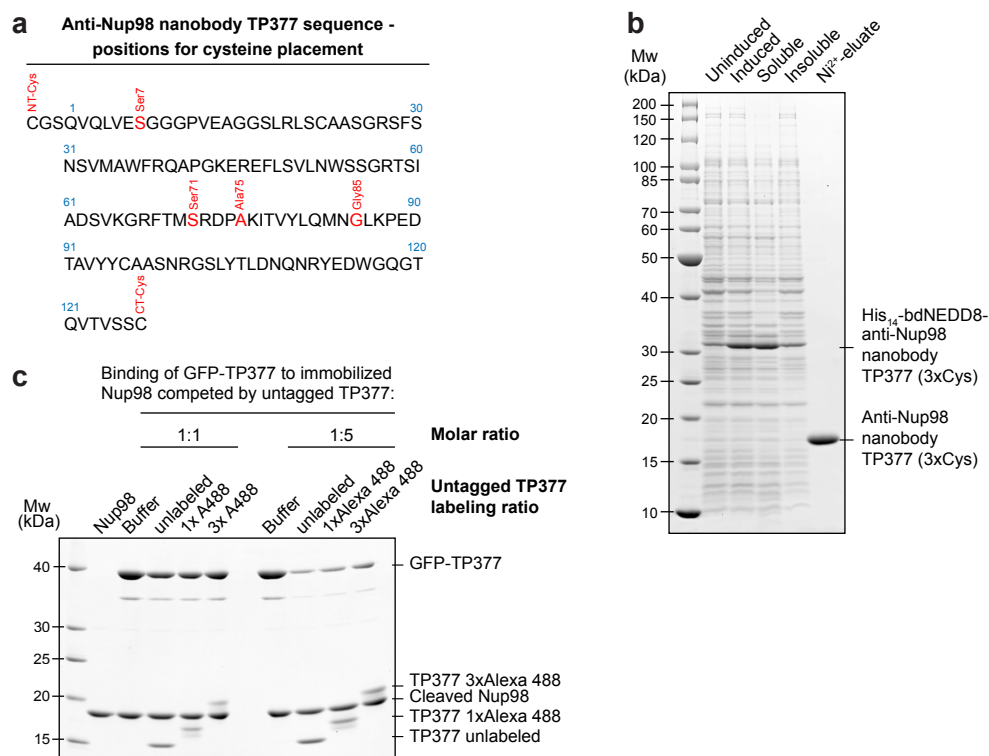 a
Anti-Nup98 nanobody TP377 sequence -
positions for cysteine placement
NT-Cys
1
Ser7
30
CGSQVQLVESGGGPVEAGGSLRLSCAASGRSFS
31
60
NSVMAWFRQAPGKEREFLSVLNWSSGRTSI
61
Ser71
Ala75
Gly85
90
ADSVKGRFTMSRDPAKITVYLQMNGLKPED
91
120
TAVYYCAASNRGSLYTLDNQNRYEDWGQGT
121
CT-Cys
QVTVSSC
b
Mw
(kDa)
Uninduced
Induced
Soluble
Insoluble
Ni²⁺-eluate
200
150
120
100
85
70
60
50
40
30
25
20
15
10
His₁₄-bdNEDD8-
anti-Nup98
nanobody
TP377 (3xCys)
Anti-Nup98
nanobody
TP377 (3xCys)
c
Binding of GFP-TP377 to immobilized
Nup98 competed by untagged TP377:
1:1
1:5
Molar ratio
Untagged TP377
labeling ratio
Mw
(kDa)
Nup98
Buffer
unlabeled
1x A488
3x A488
Buffer
unlabeled
1xAlexa 488
3xAlexa 488
40
30
25
20
15
GFP-TP377
TP377 3xAlexa 488
Cleaved Nup98
TP377 1xAlexa 488
TP377 unlabeled